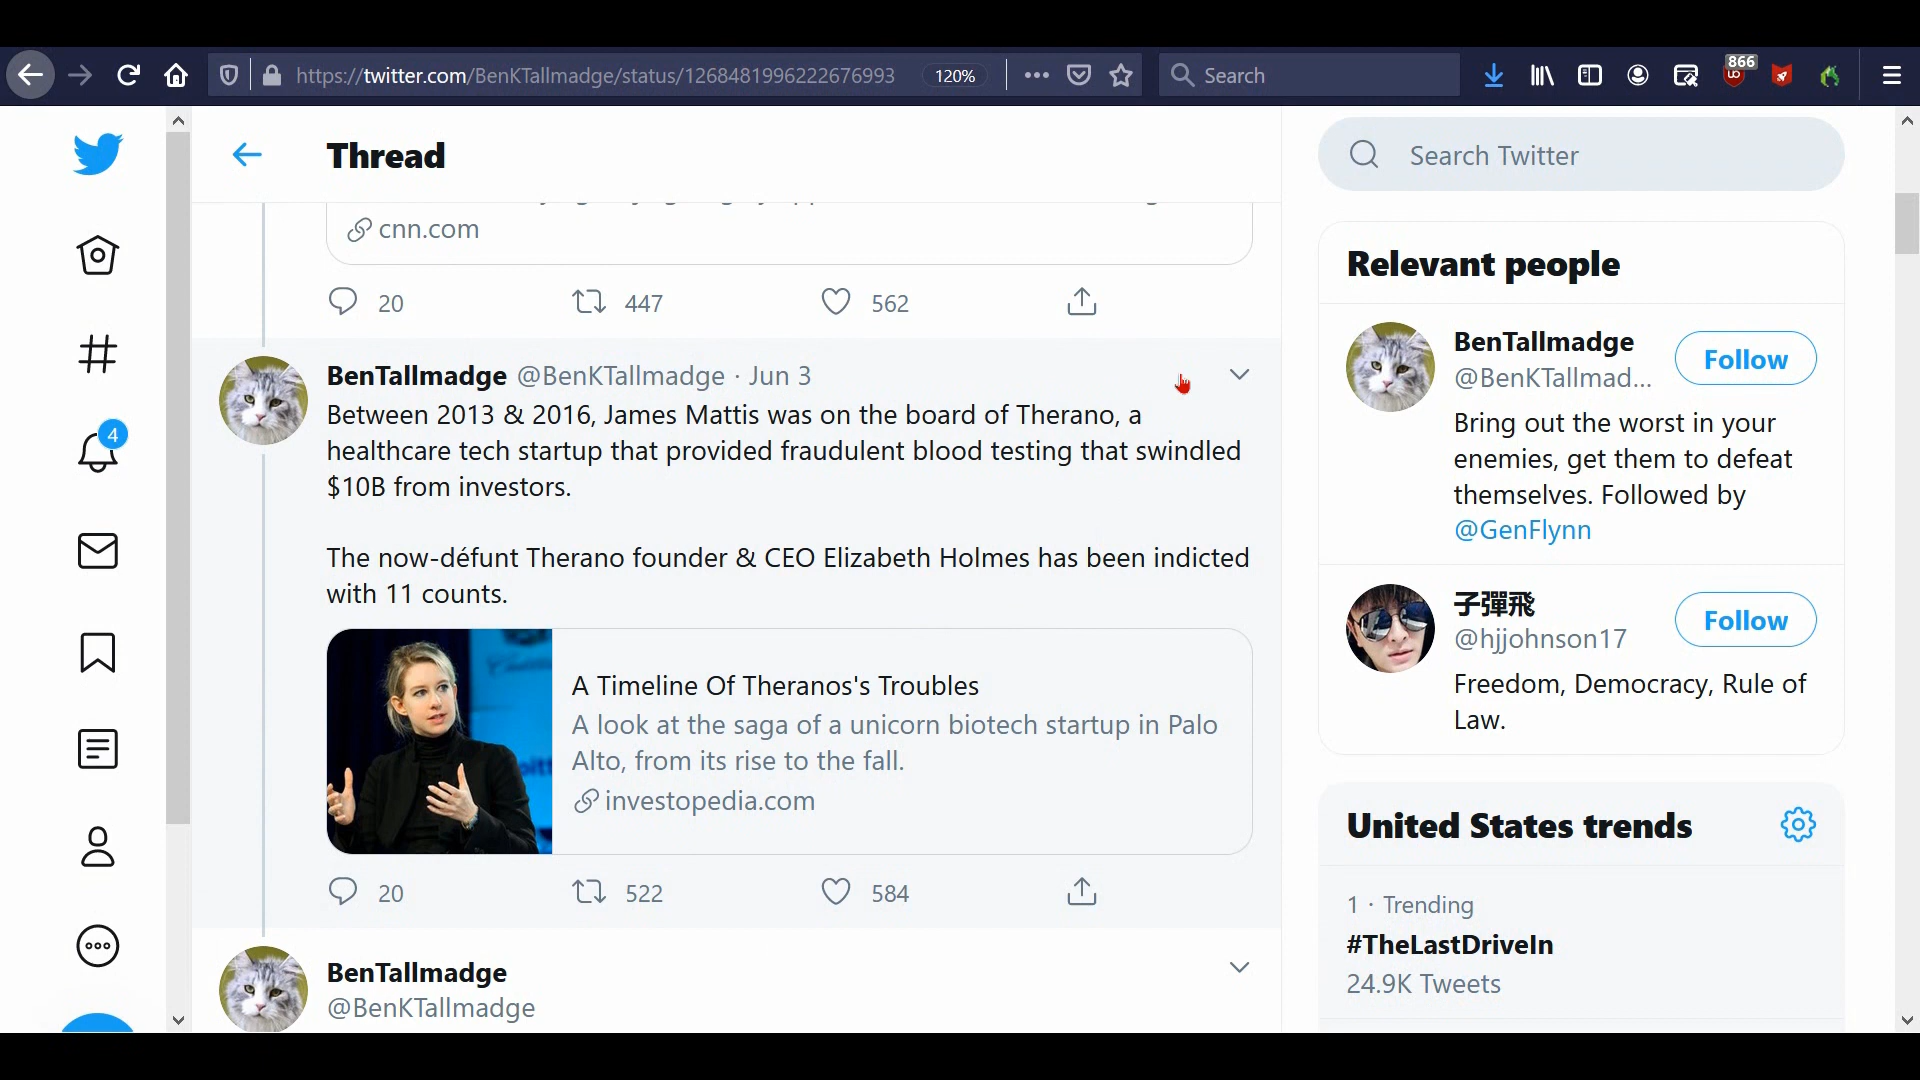 https://twitter.com/BenKTallmadge/status/1268481996222676993
120%
Search
866
Thread
Search Twitter
cnn.com
20
447
562
4
BenTallmadge @BenKTallmadge · Jun 3
Between 2013 & 2016, James Mattis was on the board of Therano, a
healthcare tech startup that provided fraudulent blood testing that swindled
$10B from investors.
The now-défunt Therano founder & CEO Elizabeth Holmes has been indicted
with 11 counts.
A Timeline Of Theranos's Troubles
A look at the saga of a unicorn biotech startup in Palo
Alto, from its rise to the fall.
investopedia.com
20
522
584
BenTallmadge
@BenKTallmadge
Relevant people
BenTallmadge
@BenKTallmad...
Follow
Bring out the worst in your
enemies, get them to defeat
themselves. Followed by
@GenFlynn
子彈飛
@hjjohnson17
Follow
Freedom, Democracy, Rule of
Law.
United States trends
1 · Trending
#TheLastDriveIn
24.9K Tweets